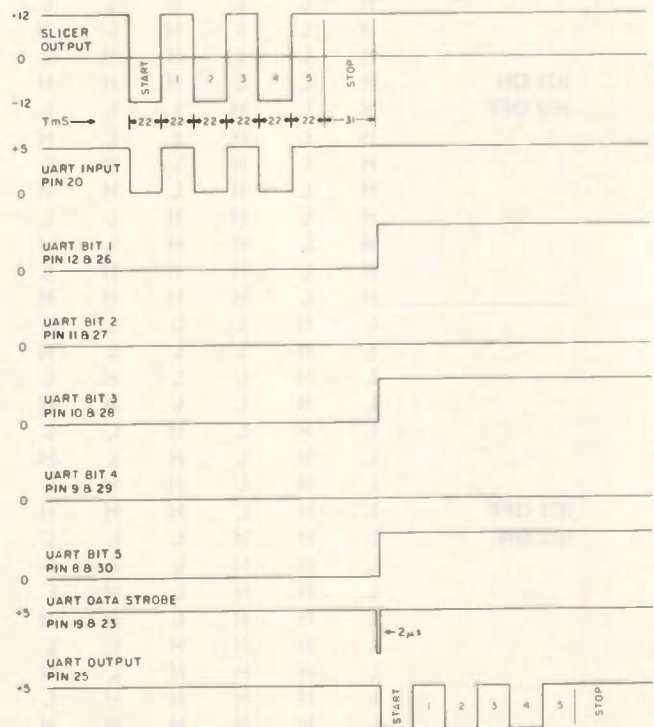 +12
SLICER
OUTPUT
0
START 1 2 3 4 5 STOP
-12
TmS 22 22 22 22 22 22 31
+5
UART INPUT
PIN 20
0
UART BIT 1
PIN 12 & 26
0
UART BIT 2
PIN 11 & 27
0
UART BIT 3
PIN 10 & 28
0
UART BIT 4
PIN 9 & 29
0
UART BIT 5
PIN 8 & 30
0
UART DATA STROBE
+5
PIN 19 & 23
2μs
UART OUTPUT
PIN 25
+5
START 1 2 3 4 5 STOP